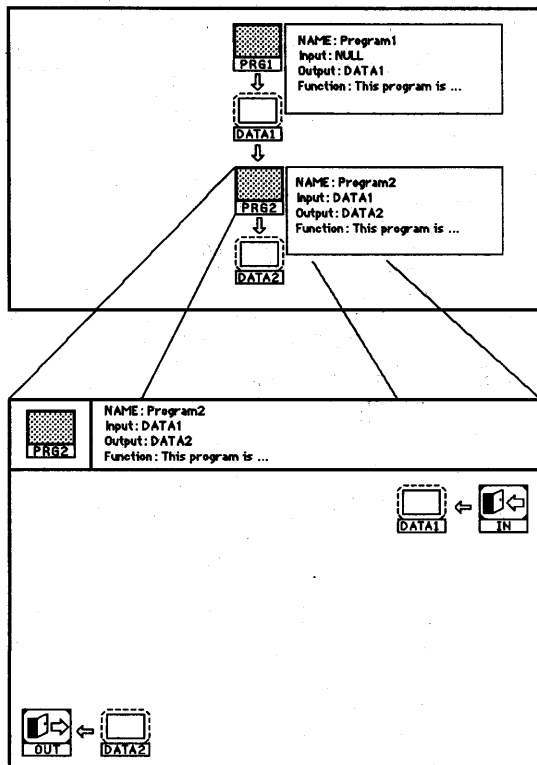 PRG1
NAME: Program1
Input: NULL
Output: DATA1
Function: This program is ...
DATA1
PRG2
NAME: Program2
Input: DATA1
Output: DATA2
Function: This program is ...
DATA2
PRG2
NAME: Program2
Input: DATA1
Output: DATA2
Function: This program is ...
DATA1
IN
OUT
DATA2